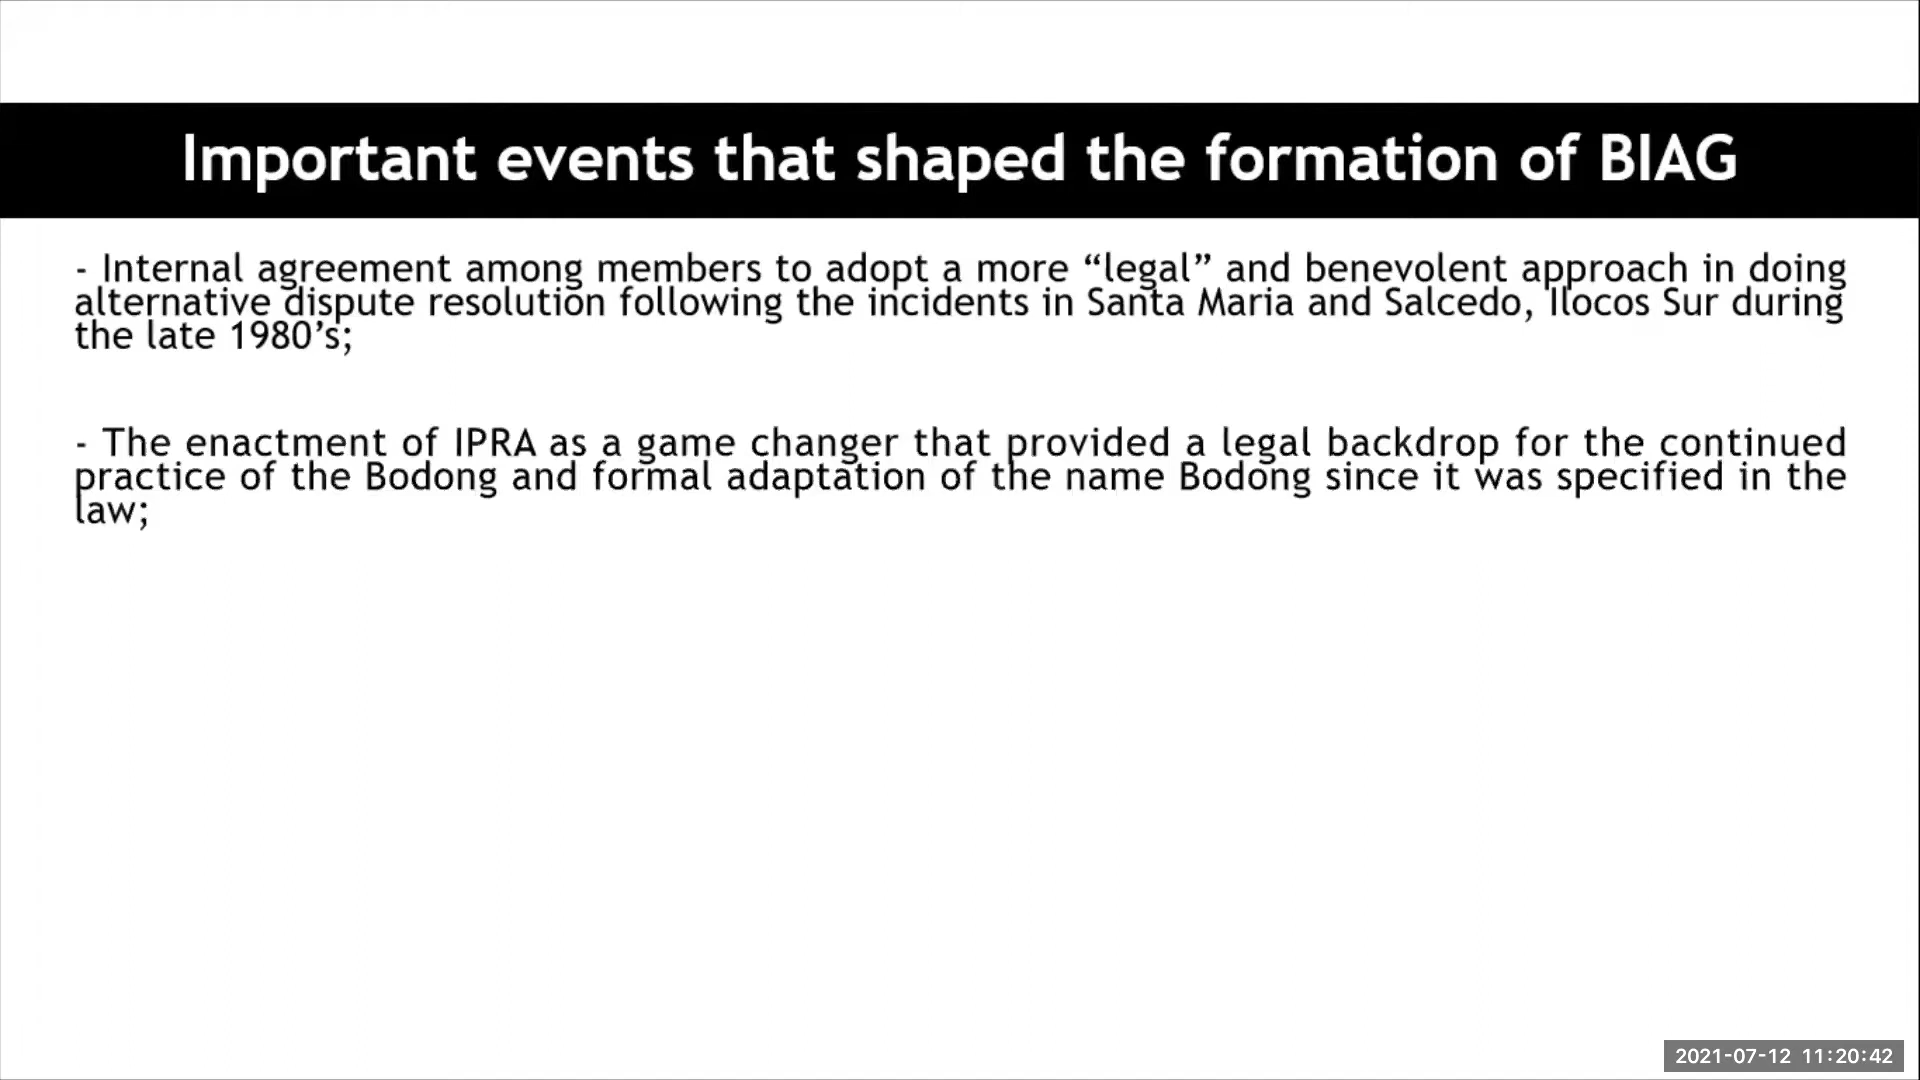 Important events that shaped the formation of BIAG
- Internal agreement among members to adopt a more “legal” and benevolent approach in doing
alternative dispute resolution following the incidents in Santa Maria and Salcedo, Ilocos Sur during
the late 1980’s;
- The enactment of IPRA as a game changer that provided a legal backdrop for the continued
practice of the Bodong and formal adaptation of the name Bodong since it was specified in the
law;
2021-07-12 11:20:42